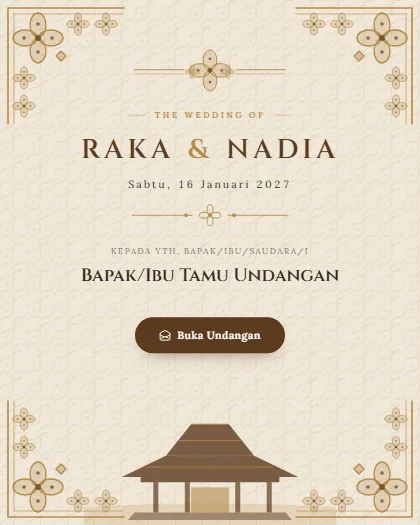 THE WEDDING OF
RAKA & NADIA
Sabtu, 16 Januari 2027
KEPADA YTH. BAPAK/IBU/SAUDARA/I
BAPAK/IBU TAMU UNDANGAN
Buka Undangan